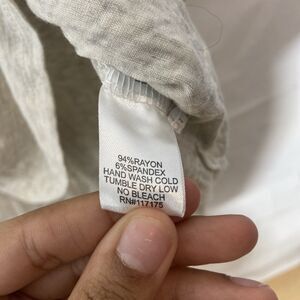 94%RAYON
6%SPANDEX
HAND WASH COLD
TUMBLE DRY LOW
NO BLEACH
RN#117175